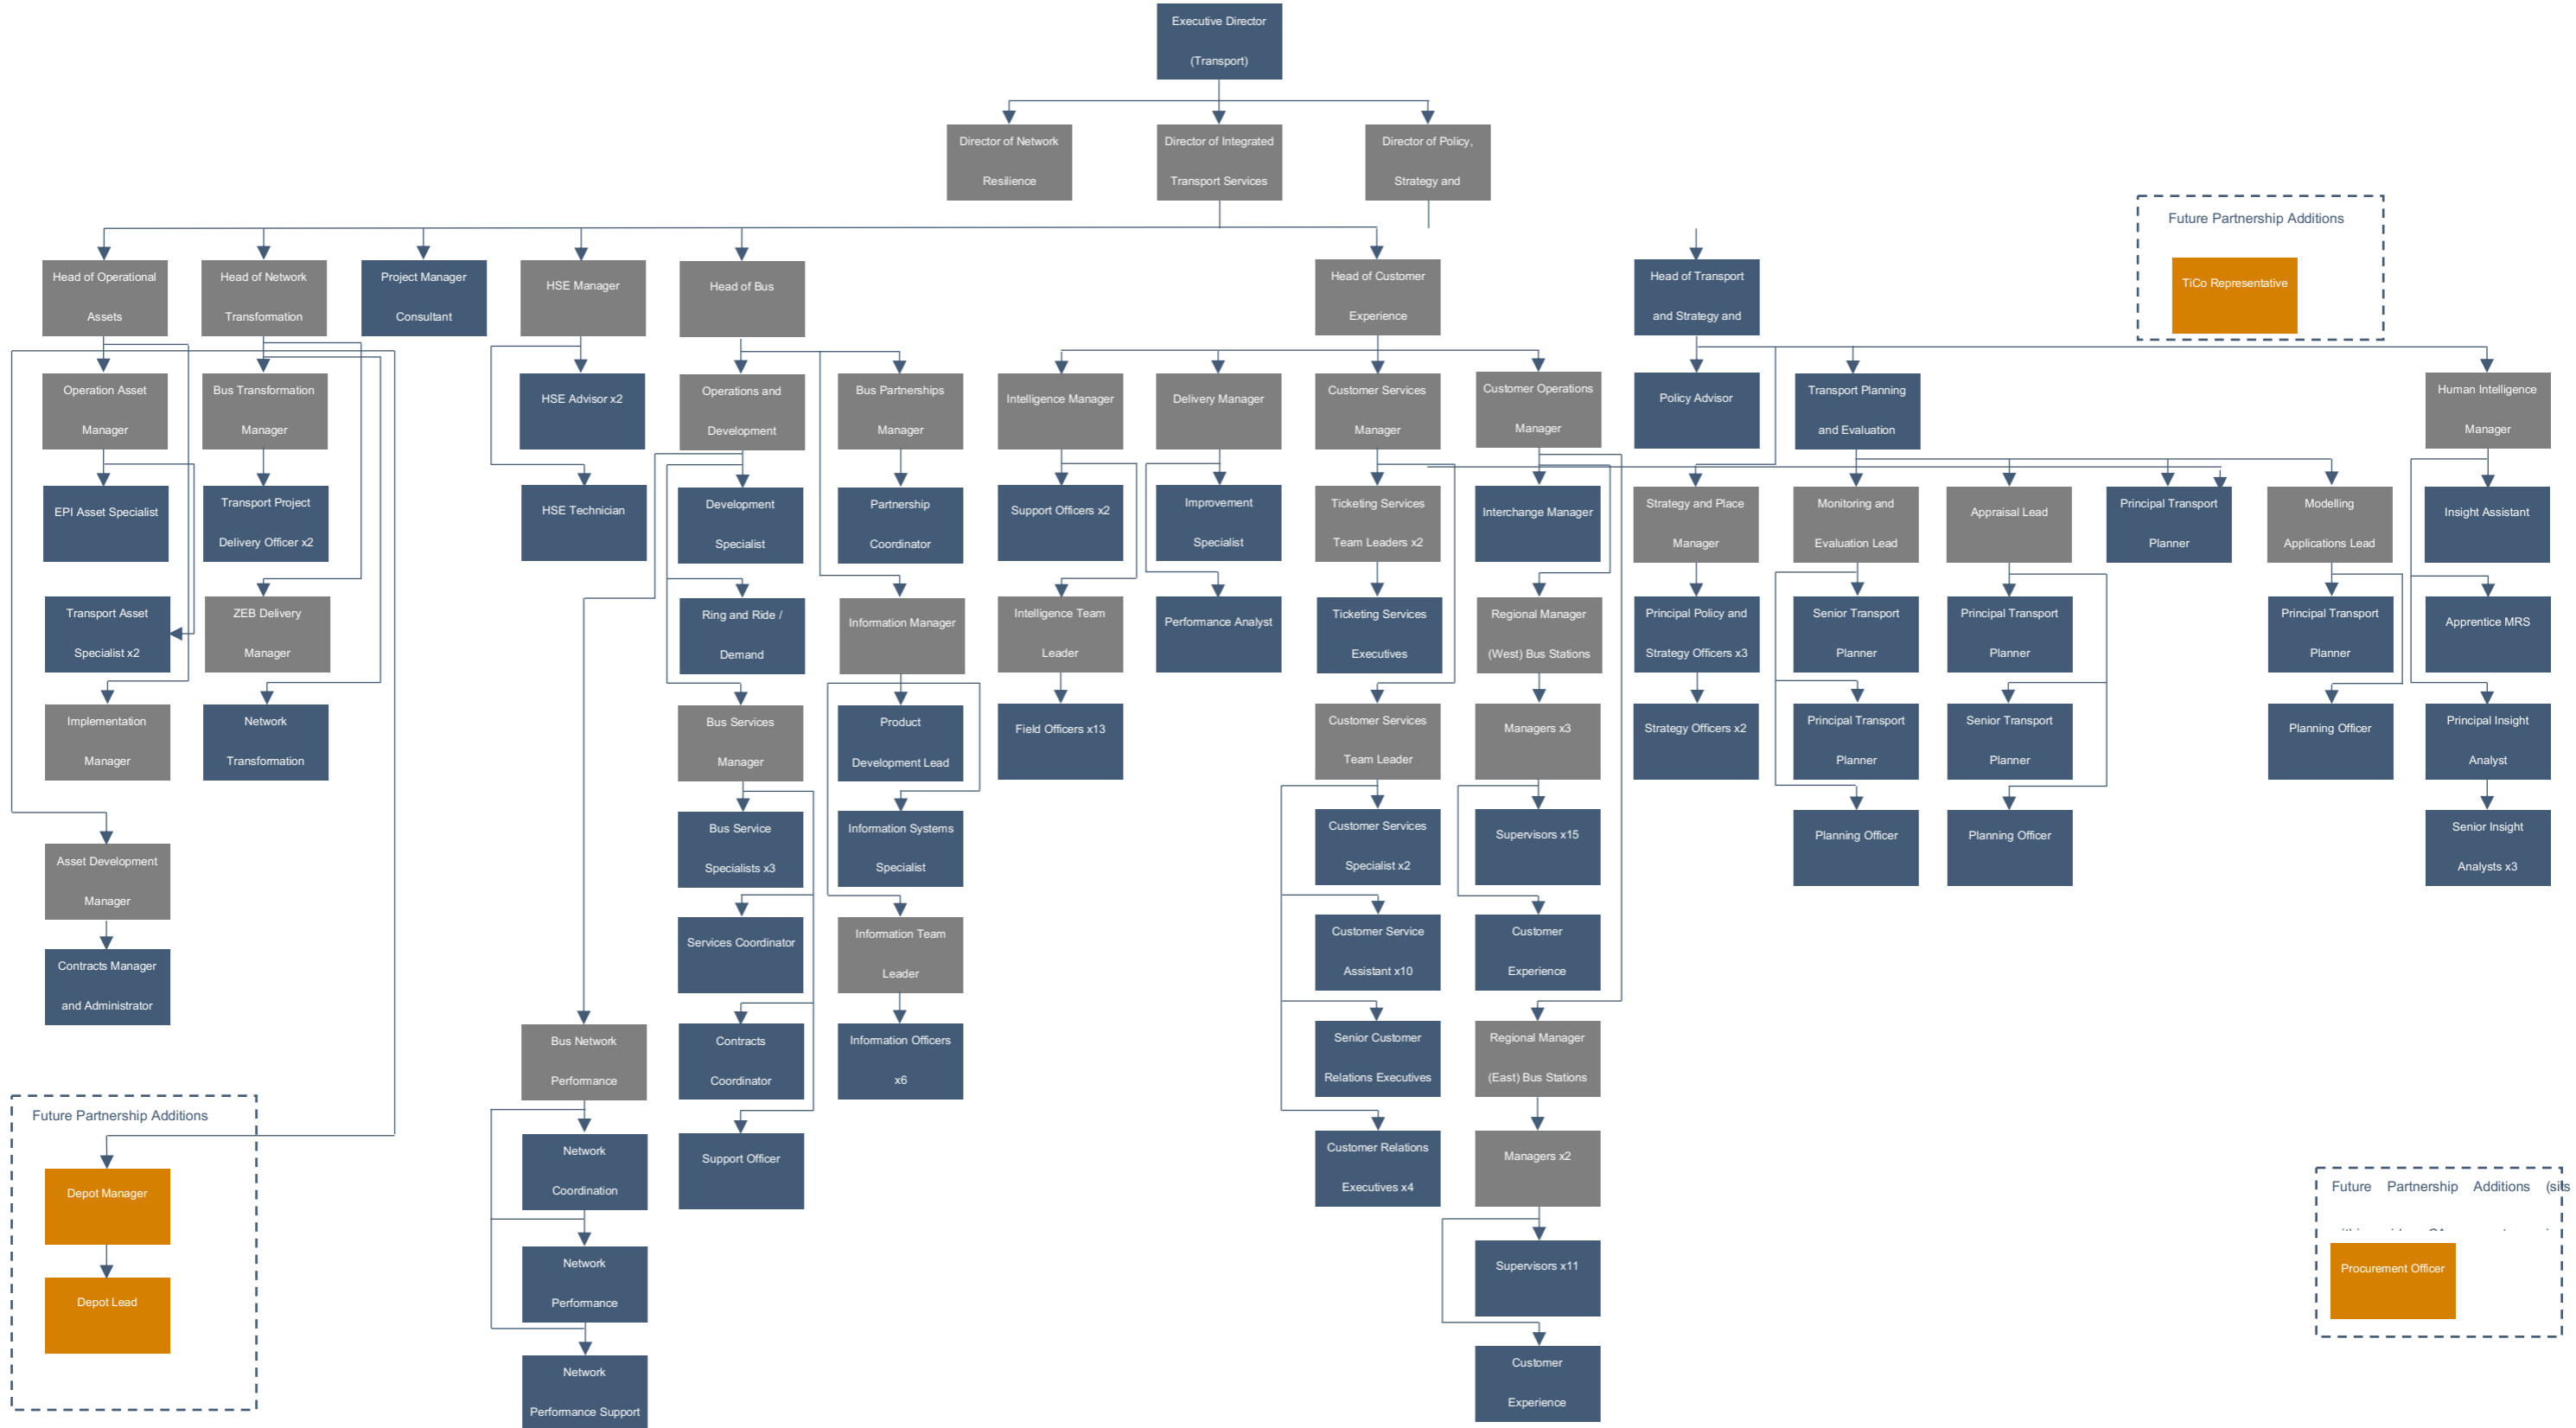 Executive Director
(Transport)
Director of Network
Resilience
Director of Integrated
Transport Services
Director of Policy,
Strategy and
Future Partnership Additions
TiCo Representative
Head of Operational
Assets
Head of Network
Transformation
Project Manager
Consultant
HSE Manager
Head of Bus
Head of Customer
Experience
Head of Transport
and Strategy and
Operation Asset
Manager
Bus Transformation
Manager
HSE Advisor x2
Operations and
Development
Bus Partnerships
Manager
Intelligence Manager
Delivery Manager
Customer Services
Manager
Customer Operations
Manager
Policy Advisor
Transport Planning
and Evaluation
Human Intelligence
Manager
EPI Asset Specialist
Transport Project
Delivery Officer x2
HSE Technician
Development
Specialist
Partnership
Coordinator
Support Officers x2
Improvement
Specialist
Ticketing Services
Team Leaders x2
Interchange Manager
Strategy and Place
Manager
Monitoring and
Evaluation Lead
Appraisal Lead
Principal Transport
Planner
Modelling
Applications Lead
Insight Assistant
Transport Asset
Specialist x2
ZEB Delivery
Manager
Ring and Ride /
Demand
Information Manager
Intelligence Team
Leader
Performance Analyst
Ticketing Services
Executives
Regional Manager
(West) Bus Stations
Principal Policy and
Strategy Officers x3
Senior Transport
Planner
Principal Transport
Planner
Principal Transport
Planner
Apprentice MRS
Implementation
Manager
Network
Transformation
Bus Services
Manager
Product
Development Lead
Field Officers x13
Customer Services
Team Leader
Managers x3
Strategy Officers x2
Principal Transport
Planner
Senior Transport
Planner
Planning Officer
Principal Insight
Analyst
Asset Development
Manager
Bus Service
Specialists x3
Information Systems
Specialist
Customer Services
Specialist x2
Supervisors x15
Planning Officer
Planning Officer
Senior Insight
Analysts x3
Contracts Manager
and Administrator
Services Coordinator
Information Team
Leader
Customer Service
Assistant x10
Customer
Experience
Bus Network
Performance
Contracts
Coordinator
Information Officers
x6
Senior Customer
Relations Executives
Regional Manager
(East) Bus Stations
Future Partnership Additions
Depot Manager
Depot Lead
Network
Coordination
Support Officer
Customer Relations
Executives x4
Managers x2
Network
Performance
Supervisors x11
Network
Performance Support
Customer
Experience
Future Partnership Additions (sits
Procurement Officer